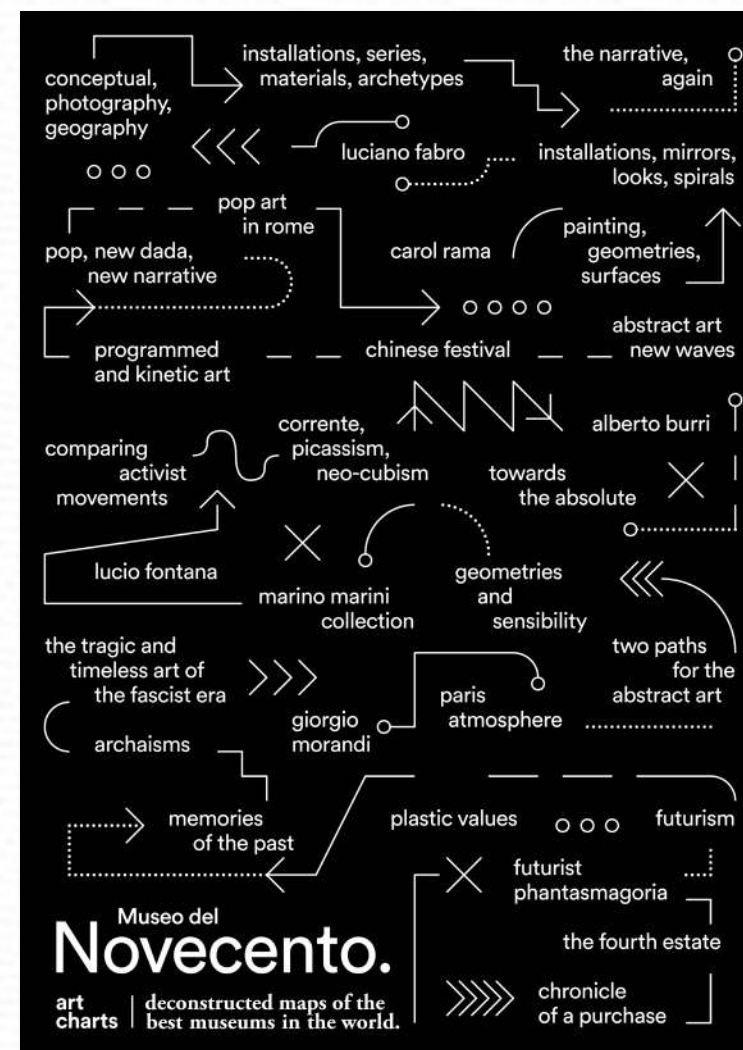 conceptual,
photography,
geography
installations, series,
materials, archetypes
the narrative,
again
luciano fabro
installations, mirrors,
looks, spirals
pop art
in rome
pop, new dada,
new narrative
carol rama
painting,
geometries,
surfaces
programmed
and kinetic art
chinese festival
abstract art
new waves
comparing
activist
movements
corrente,
picassism,
neo-cubism
alberto burri
towards
the absolute
lucio fontana
marino marini
collection
geometries
and
sensibility
the tragic and
timeless art of
the fascist era
two paths
for the
abstract art
giorgio
morandi
paris
atmosphere
archaisms
memories
of the past
plastic values
futurism
futurist
phantasmagoria
the fourth estate
chronicle
of a purchase
Museo del
Novecento.
art
charts
deconstructed maps of the
best museums in the world.